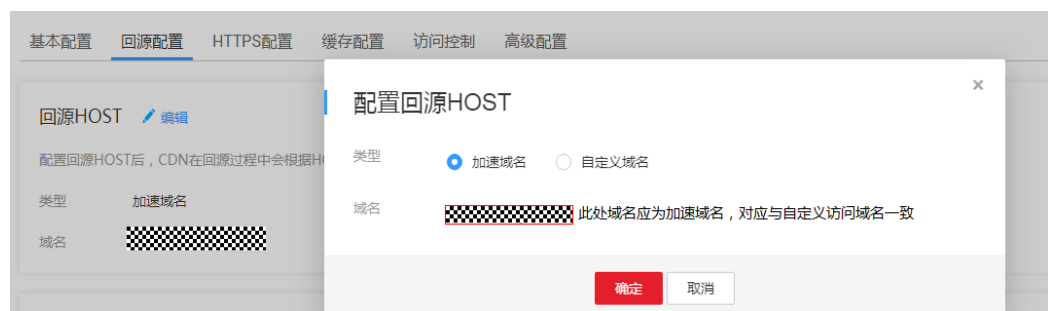 基本配置 回源配置 HTTPS配置 缓存配置 访问控制 高级配置
回源HOST 编辑
配置回源HOST后，CDN在回源过程中会根据H
类型 加速域名
域名
配置回源HOST
×
类型 加速域名 自定义域名
域名 此处域名应为加速域名，对应与自定义访问域名一致
确定 取消